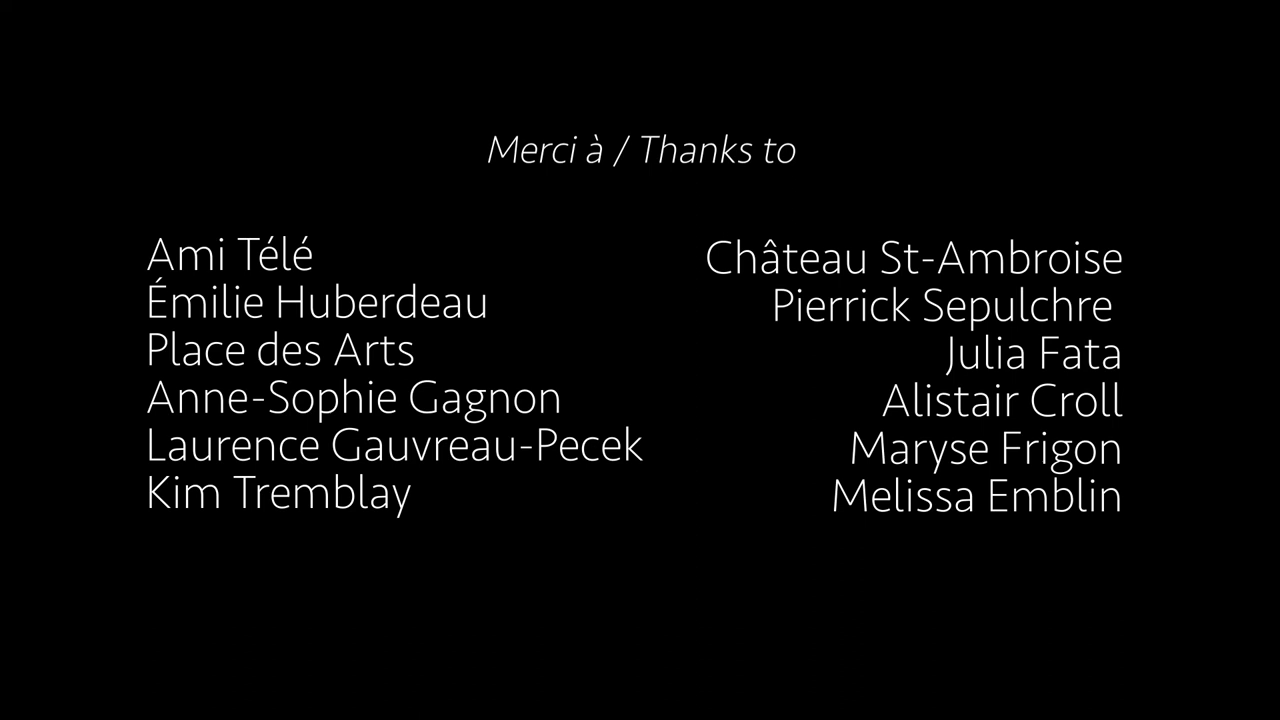 Merci à / Thanks to
Ami Télé
Émilie Huberdeau
Place des Arts
Anne-Sophie Gagnon
Laurence Gauvreau-Pecek
Kim Tremblay
Château St-Ambroise
Pierrick Sepulchre
Julia Fata
Alistair Croll
Maryse Frigon
Melissa Emblin